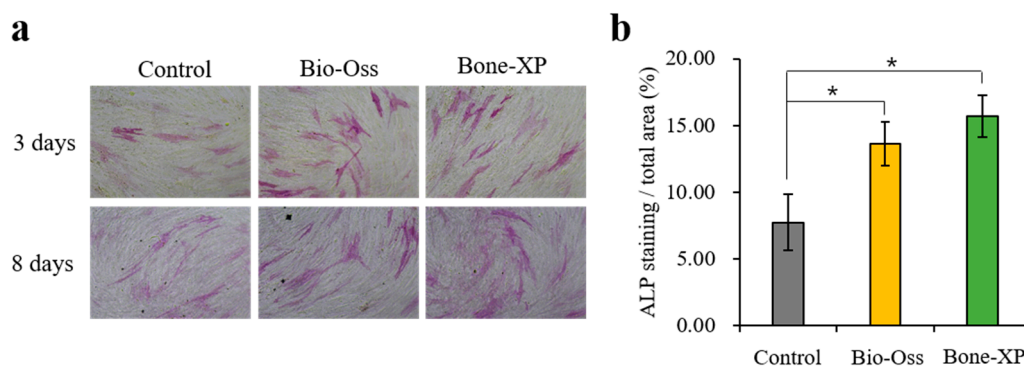 a
Control Bio-Oss Bone-XP
3 days
8 days
b
ALP staining / total area (%)
20.00
15.00
10.00
5.00
0.00
*
*
Control Bio-Oss Bone-XP